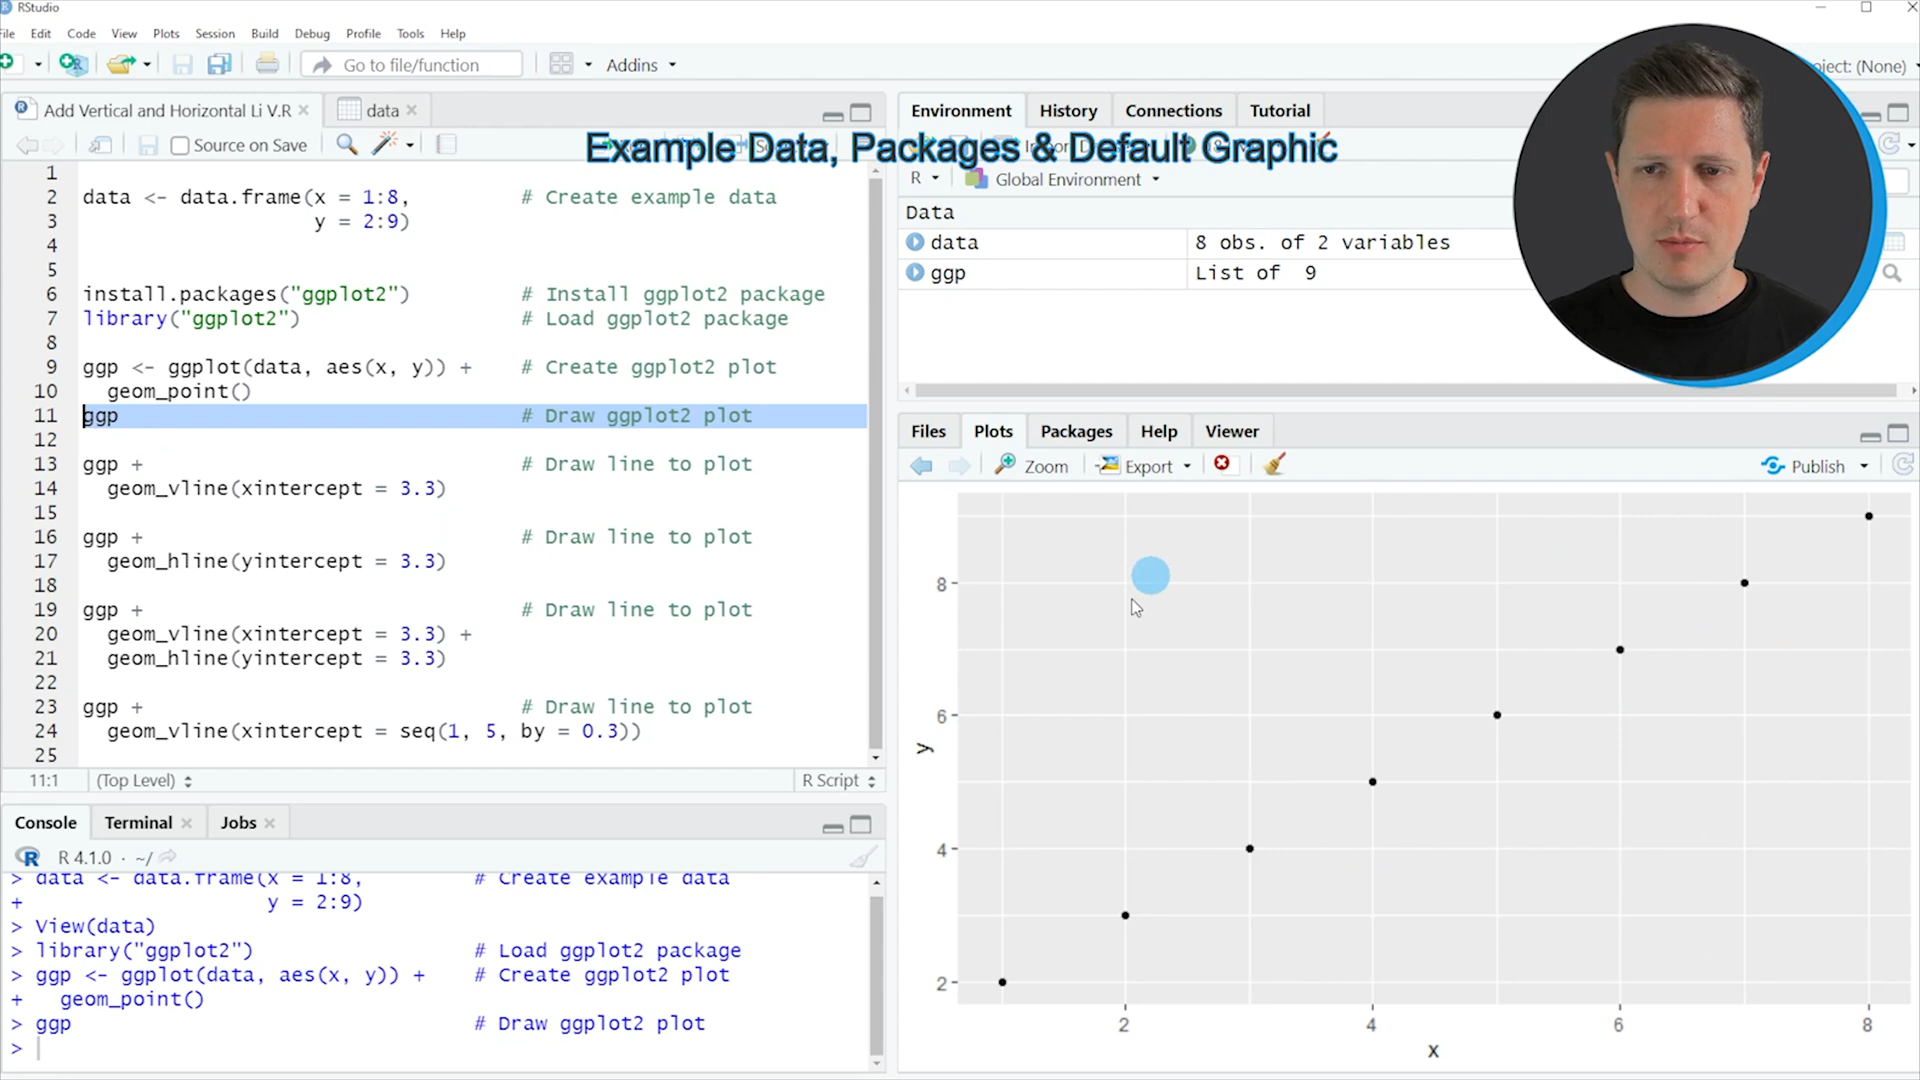 RStudio
File Edit Code View Plots Session Build Debug Profile Tools Help
Go to file/function Addins
ject: (None)
Add Vertical and Horizontal Li V.R data
Source on Save
Example Data, Packages & Default Graphic
1
2 data <- data.frame(x = 1:8, # Create example data
3 y = 2:9)
4
5
6 install.packages("ggplot2") # Install ggplot2 package
7 library("ggplot2") # Load ggplot2 package
8
9 ggp <- ggplot(data, aes(x, y)) + # Create ggplot2 plot
10 geom_point()
11 ggp # Draw ggplot2 plot
12
13 ggp + # Draw line to plot
14 geom_vline(xintercept = 3.3)
15
16 ggp + # Draw line to plot
17 geom_hline(yintercept = 3.3)
18
19 ggp + # Draw line to plot
20 geom_vline(xintercept = 3.3) +
21 geom_hline(yintercept = 3.3)
22
23 ggp + # Draw line to plot
24 geom_vline(xintercept = seq(1, 5, by = 0.3))
25
11:1 (Top Level) R Script
Console Terminal Jobs
R 4.1.0 · ~/
> data <- data.frame(x = 1:8, # Create example data
+ y = 2:9)
> View(data)
> library("ggplot2") # Load ggplot2 package
> ggp <- ggplot(data, aes(x, y)) + # Create ggplot2 plot
+ geom_point()
> ggp # Draw ggplot2 plot
>
Environment History Connections Tutorial
R Global Environment
Data
data 8 obs. of 2 variables
ggp List of 9
Files Plots Packages Help Viewer
Zoom Export Publish
8
6
y
4
2
2 4 6 8
x